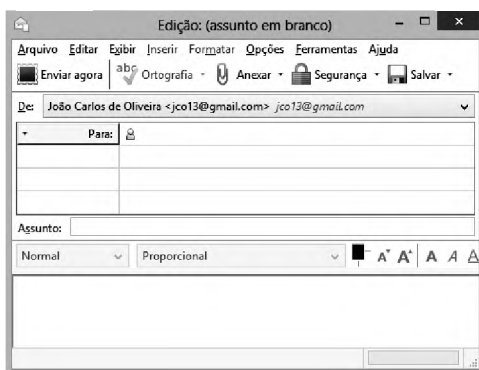 Edição: (assunto em branco)
Arquivo Editar Exibir Inserir Formatar Opções Ferramentas Ajuda
Enviar agora abc Ortografia Anexar Segurança Salvar
De: João Carlos de Oliveira <jco13@gmail.com> jco13@gmail.com
Para:
Assunto:
Normal Proporcional A A A A A